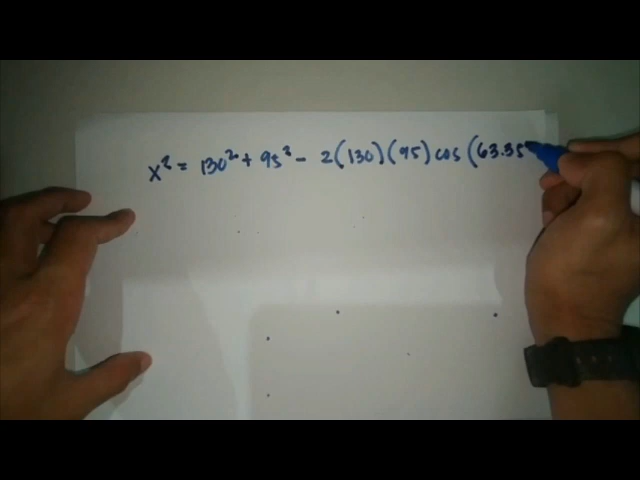 x² = 130² + 95² - 2(130)(95) cos (63.35